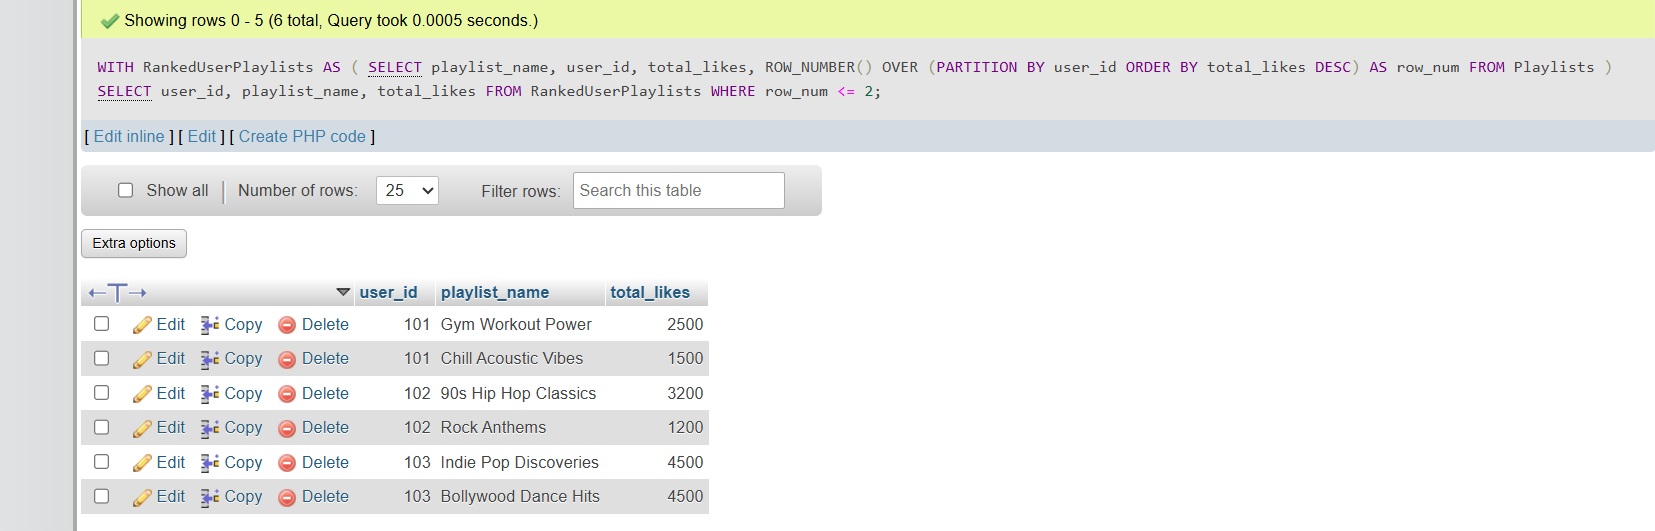 Showing rows 0 - 5 (6 total, Query took 0.0005 seconds.)
WITH RankedUserPlaylists AS ( SELECT playlist_name, user_id, total_likes, ROW_NUMBER() OVER (PARTITION BY user_id ORDER BY total_likes DESC) AS row_num FROM Playlists )
SELECT user_id, playlist_name, total_likes FROM RankedUserPlaylists WHERE row_num <= 2;
[ Edit inline ] [ Edit ] [ Create PHP code ]
Show all | Number of rows: 25 Filter rows: Search this table
Extra options
←T→ user_id playlist_name total_likes
Edit Copy Delete 101 Gym Workout Power 2500
Edit Copy Delete 101 Chill Acoustic Vibes 1500
Edit Copy Delete 102 90s Hip Hop Classics 3200
Edit Copy Delete 102 Rock Anthems 1200
Edit Copy Delete 103 Indie Pop Discoveries 4500
Edit Copy Delete 103 Bollywood Dance Hits 4500